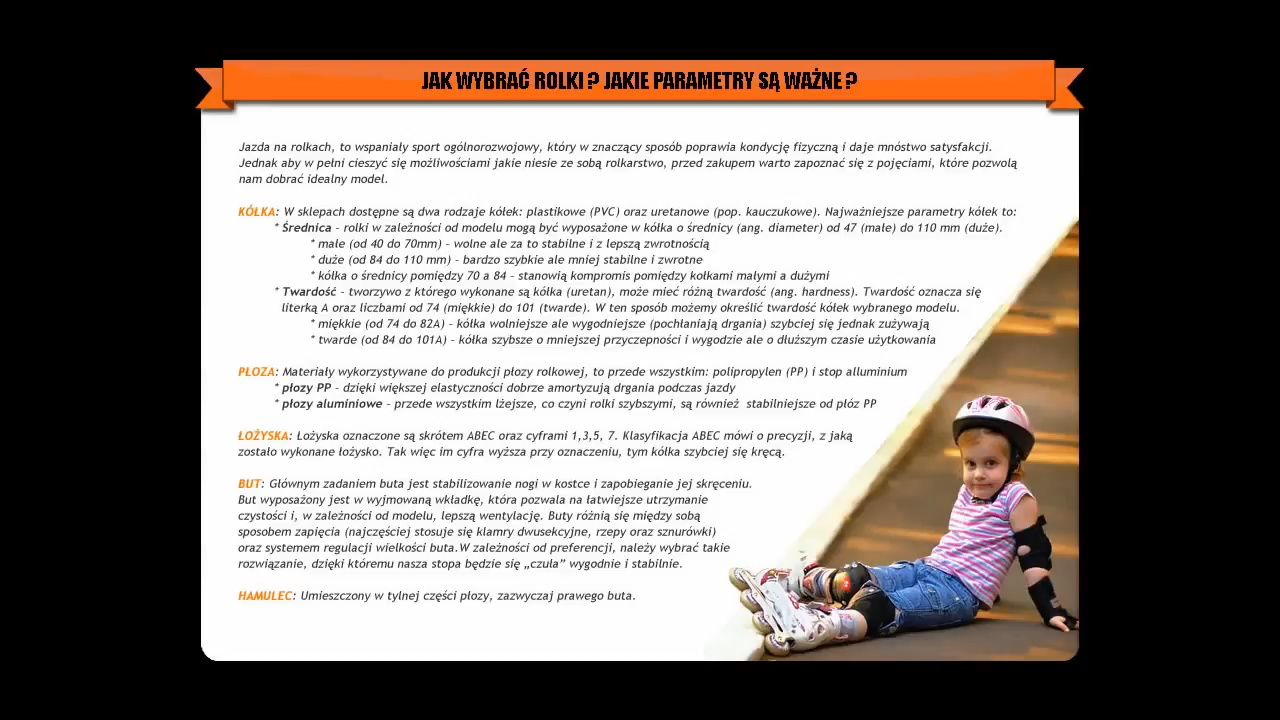 JAK WYBRAĆ ROLKI ? JAKIE PARAMETRY SĄ WAŻNE ?
Jazda na rolkach, to wspaniały sport ogólnorozwojowy, który w znaczący sposób poprawia kondycję fizyczną i daje mnóstwo satysfakcji.
Jednak aby w pełni cieszyć się możliwościami jakie niesie ze sobą rolkarstwo, przed zakupem warto zapoznać się z pojęciami, które pozwolą
nam dobrać idealny model.
KÓŁKA: W sklepach dostępne są dwa rodzaje kółek: plastikowe (PVC) oraz uretanowe (pop. kauczukowe). Najważniejsze parametry kółek to:
* Średnica – rolki w zależności od modelu mogą być wyposażone w kółka o średnicy (ang. diameter) od 47 (małe) do 110 mm (duże).
* małe (od 40 do 70mm) – wolne ale za to stabilne i z lepszą zwrotnością
* duże (od 84 do 110 mm) – bardzo szybkie ale mniej stabilne i zwrotne
* kółka o średnicy pomiędzy 70 a 84 – stanowią kompromis pomiędzy kołkami małymi a dużymi
* Twardość – tworzywo z którego wykonane są kółka (uretan), może mieć różną twardość (ang. hardness). Twardość oznacza się
literką A oraz liczbami od 74 (miękkie) do 101 (twarde). W ten sposób możemy określić twardość kółek wybranego modelu.
* miękkie (od 74 do 82A) – kółka wolniejsze ale wygodniejsze (pochłaniają drgania) szybciej się jednak zużywają
* twarde (od 84 do 101A) – kółka szybsze o mniejszej przyczepności i wygodzie ale o dłuższym czasie użytkowania
PŁOZA: Materiały wykorzystywane do produkcji płozy rolkowej, to przede wszystkim: polipropylen (PP) i stop alluminium
* płozy PP – dzięki większej elastyczności dobrze amortyzują drgania podczas jazdy
* płozy aluminiowe – przede wszystkim lżejsze, co czyni rolki szybszymi, są również stabilniejsze od płóz PP
ŁOŻYSKA: Łożyska oznaczone są skrótem ABEC oraz cyframi 1,3,5, 7. Klasyfikacja ABEC mówi o precyzji, z jaką
zostało wykonane łożysko. Tak więc im cyfra wyższa przy oznaczeniu, tym kółka szybciej się kręcą.
BUT: Głównym zadaniem buta jest stabilizowanie nogi w kostce i zapobieganie jej skręceniu.
But wyposażony jest w wyjmowaną wkładkę, która pozwala na łatwiejsze utrzymanie
czystości i, w zależności od modelu, lepszą wentylację. Buty różnią się między sobą
sposobem zapięcia (najczęściej stosuje się klamry dwusekcyjne, rzepy oraz sznurówki)
oraz systemem regulacji wielkości buta.W zależności od preferencji, należy wybrać takie
rozwiązanie, dzięki któremu nasza stopa będzie się „czuła” wygodnie i stabilnie.
HAMULEC: Umieszczony w tylnej części płozy, zazwyczaj prawego buta.